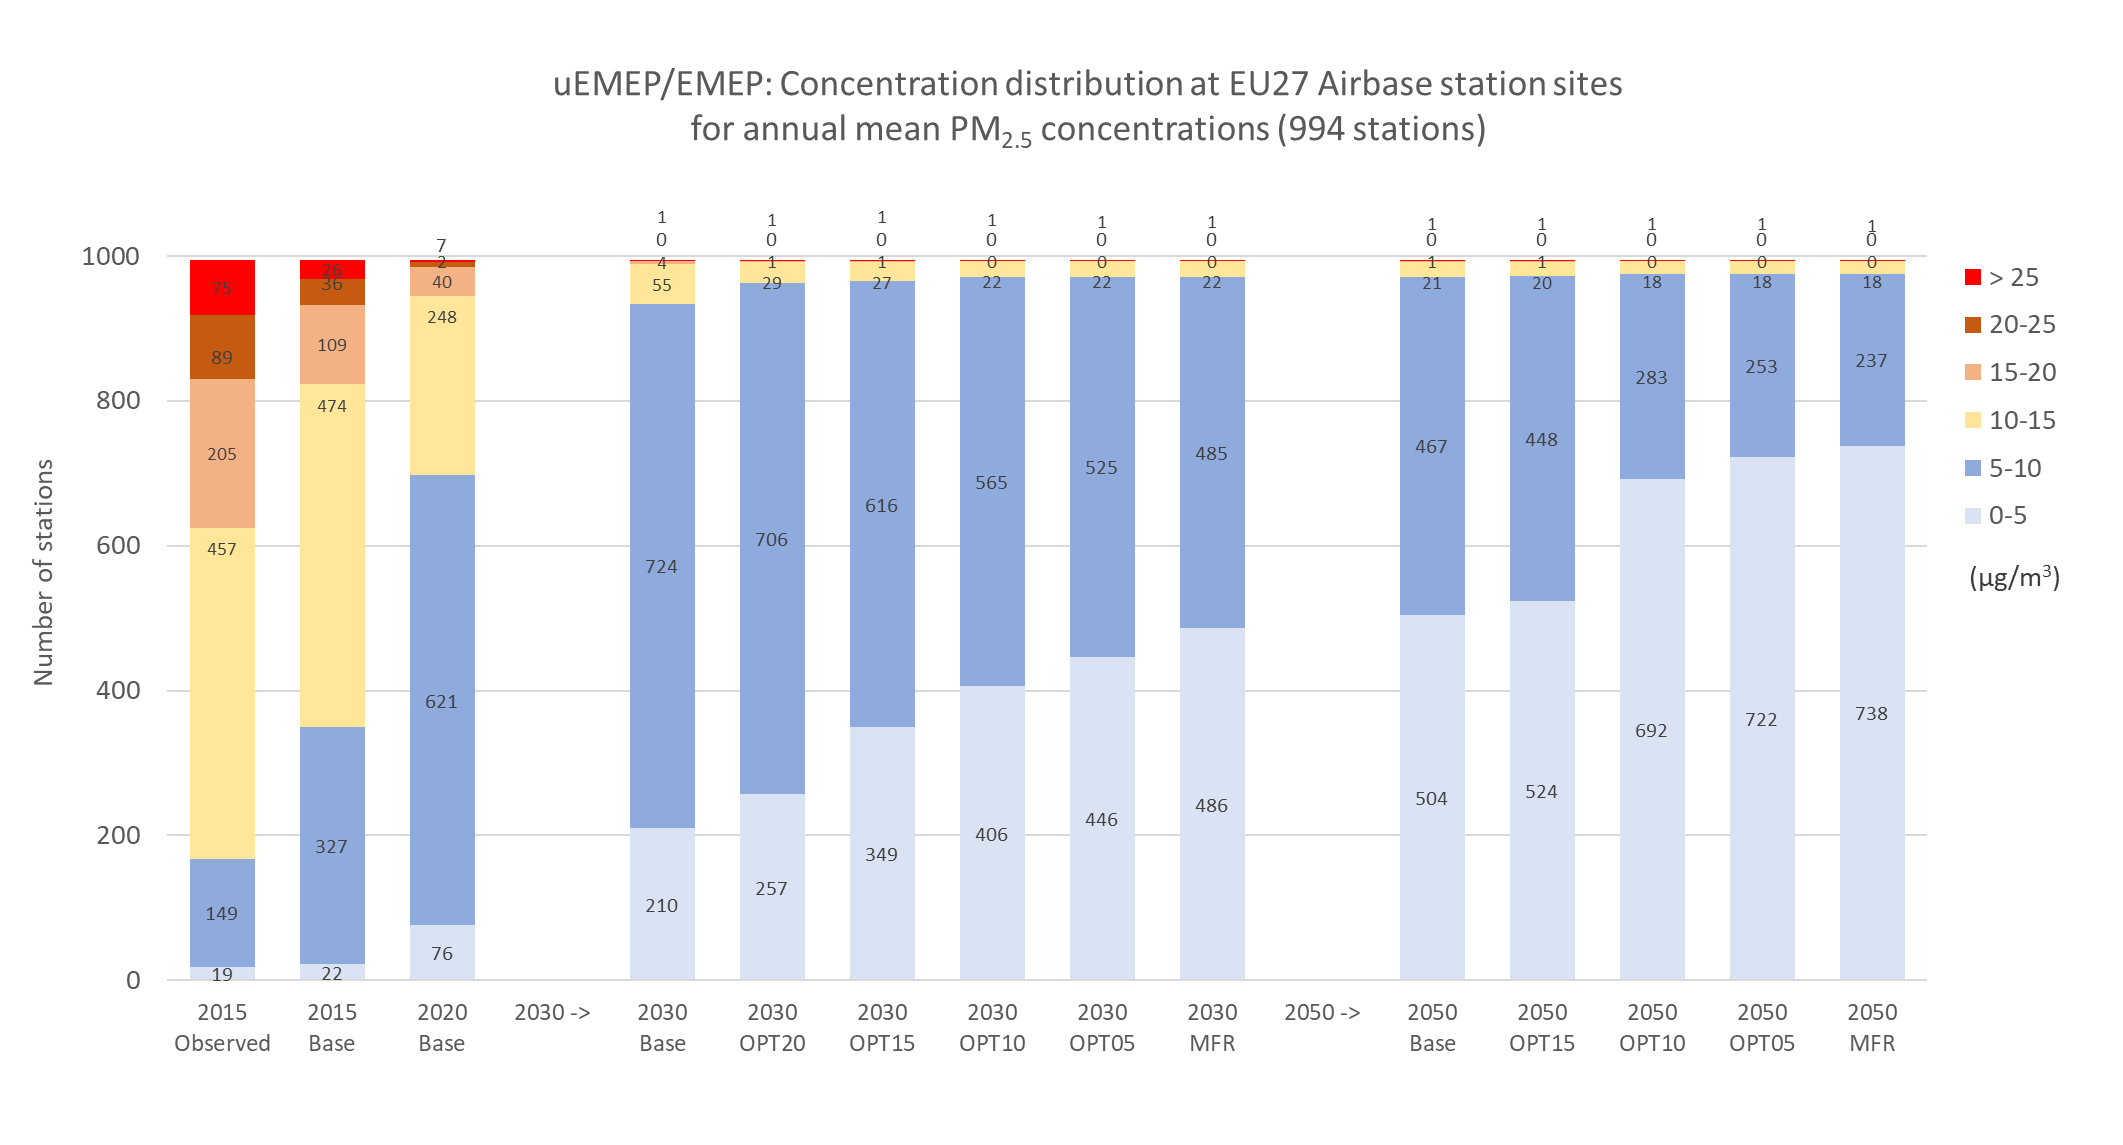 uEMEP/EMEP: Concentration distribution at EU27 Airbase station sites
for annual mean PM2.5 concentrations (994 stations)
1 1 1 1 1 1 1 1 1 1 1
7 0 0 0 0 0 0 0 0 0 0 0
1000 75 26 2 4 1 1 0 0 0 1 1 0 0 0
89 36 40 55 29 27 22 22 22 21 20 18 18 18
205 109 248 724 706 616 565 525 485 467 448 283 253 237
457 474 621 210 257 349 406 446 486 504 524 692 722 738
149 327 76
19 22
800
600
400
200
0
Number of stations
> 25
20-25
15-20
10-15
5-10
0-5
(µg/m³)
2015 2015 2020 2030 -> 2030 2030 2030 2030 2030 2030 2050 -> 2050 2050 2050 2050 2050
Observed Base Base Base OPT20 OPT15 OPT10 OPT05 MFR Base OPT15 OPT10 OPT05 MFR